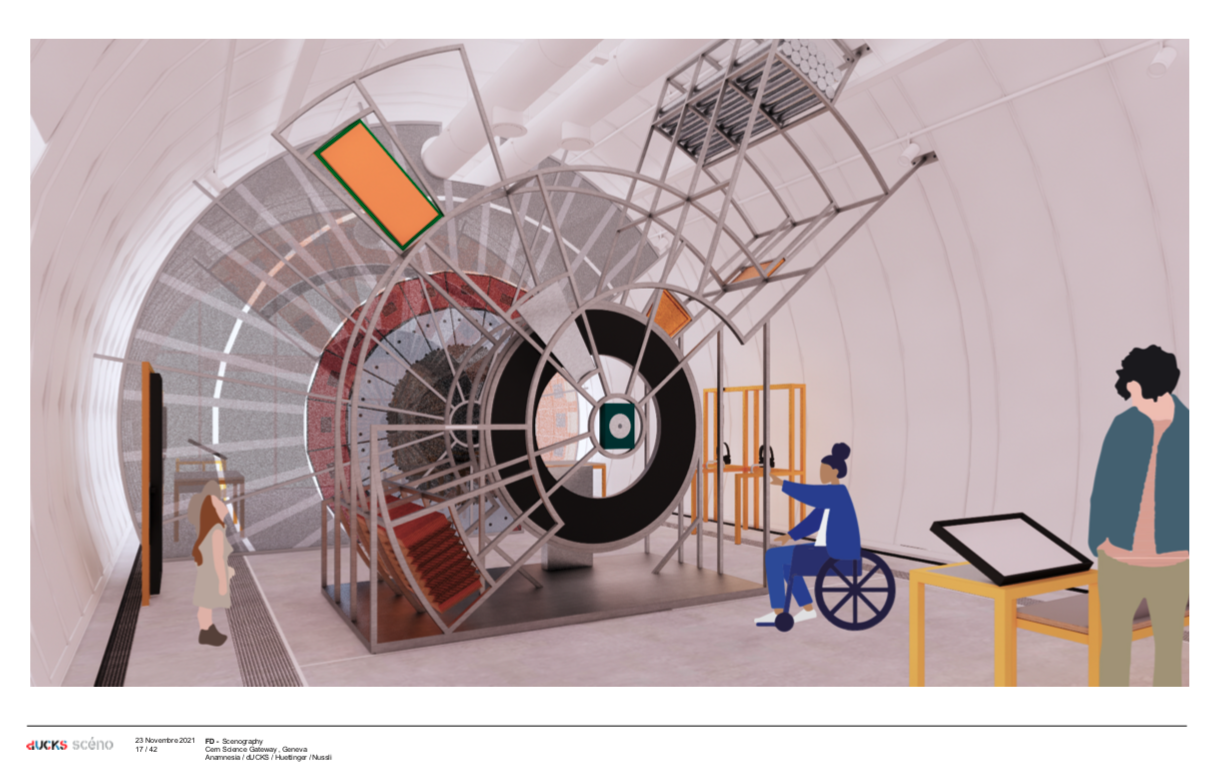 dUCKS scéno
23 Novembre 2021
17 / 42
FD - Scenography
Cern Science Gateway , Geneva
Anamnesia / dUCKS / Huettinger / Nussli